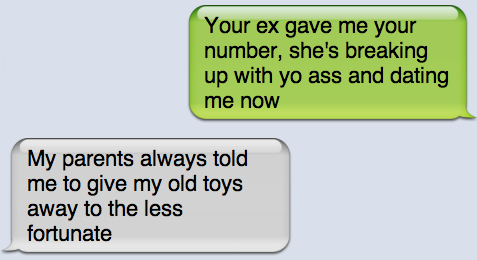 Your ex gave me your
number, she's breaking
up with yo ass and dating
me now
My parents always told
me to give my old toys
away to the less
fortunate